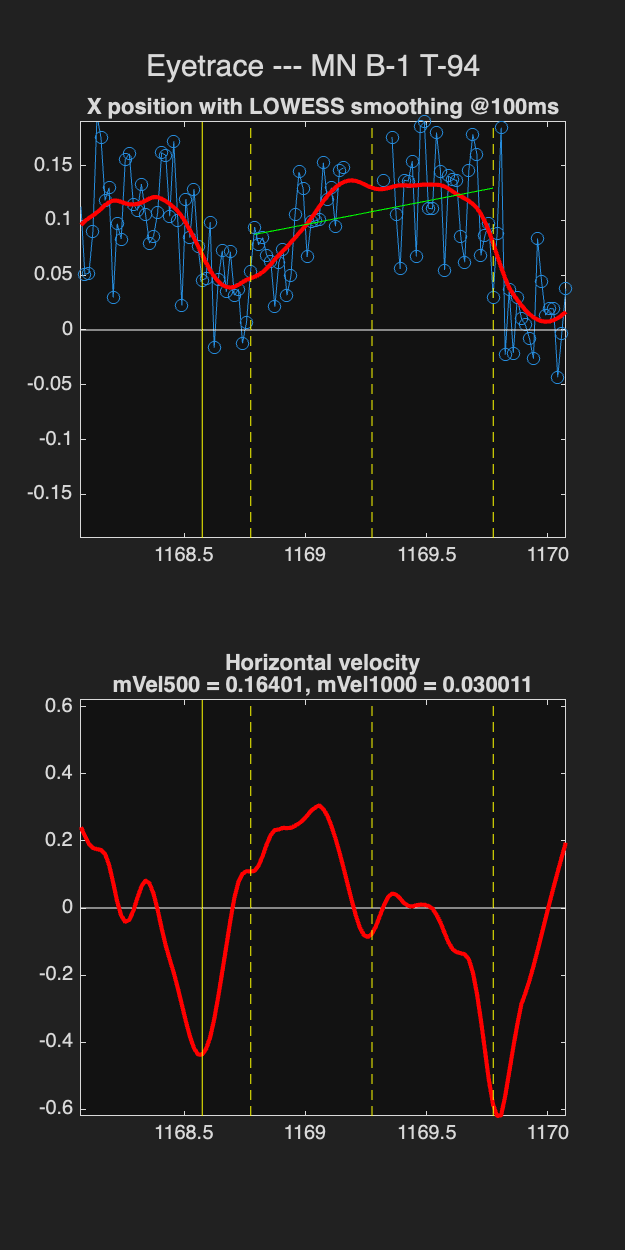 Eyetrace --- MN B-1 T-94
X position with LOWESS smoothing @100ms
0.15
0.1
0.05
0
-0.05
-0.1
-0.15
1168.5 1169 1169.5 1170
Horizontal velocity
mVel500 = 0.16401, mVel1000 = 0.030011
0.6
0.4
0.2
0
-0.2
-0.4
-0.6
1168.5 1169 1169.5 1170